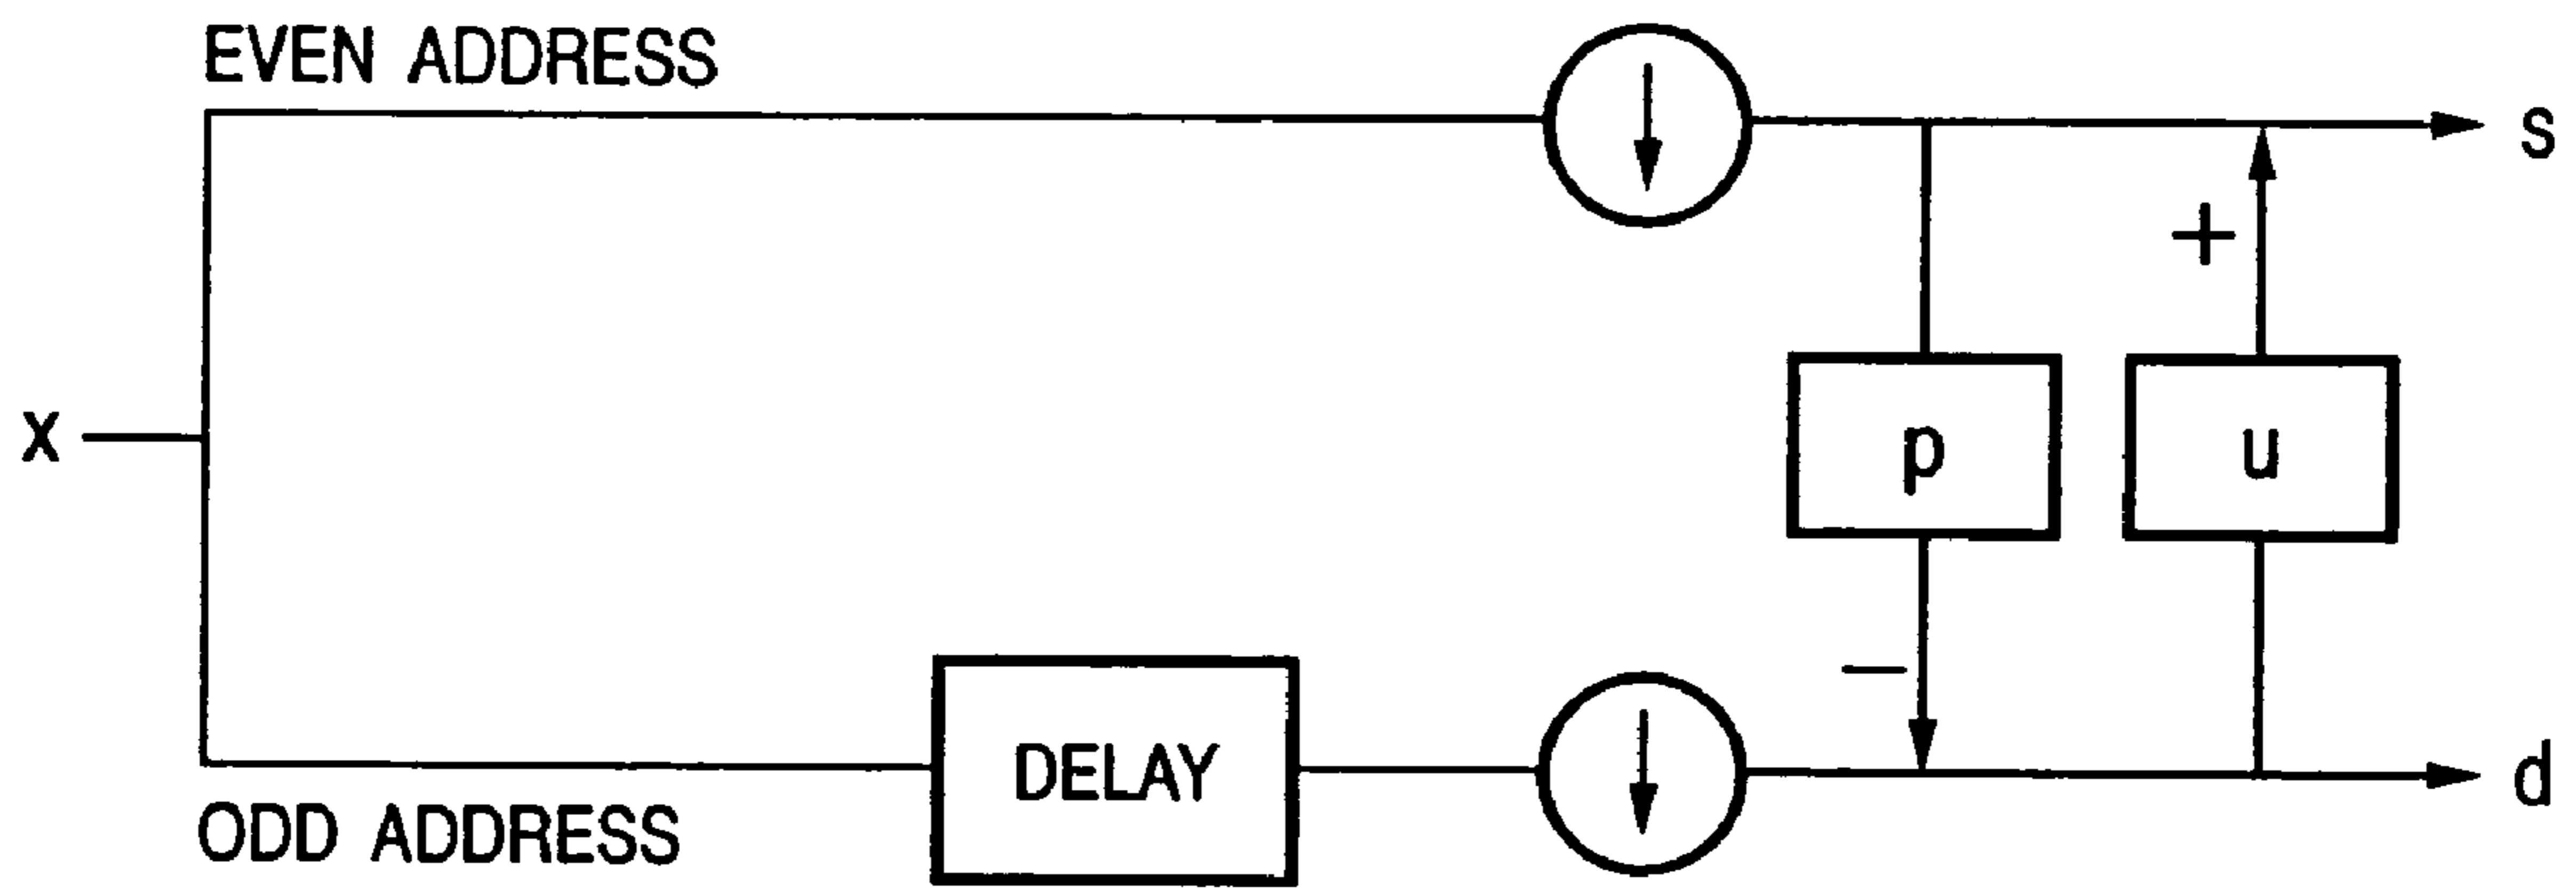 EVEN ADDRESS
s
+
x
p
u
−
DELAY
d
ODD ADDRESS